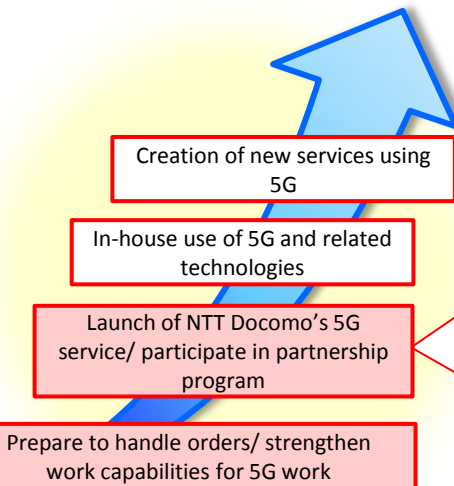 Creation of new services using
5G
In-house use of 5G and related
technologies
Launch of NTT Docomo's 5G
service/ participate in partnership
program
Prepare to handle orders/ strengthen
work capabilities for 5G work